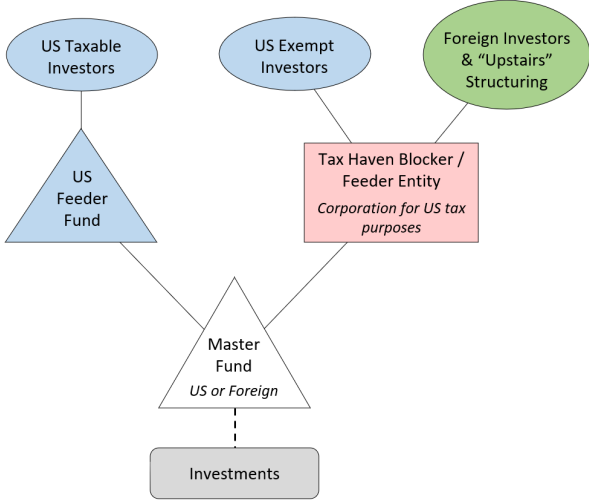 US Taxable
Investors
US Exempt
Investors
Foreign Investors
& “Upstairs”
Structuring
US
Feeder
Fund
Tax Haven Blocker /
Feeder Entity
Corporation for US tax
purposes
Master
Fund
US or Foreign
Investments